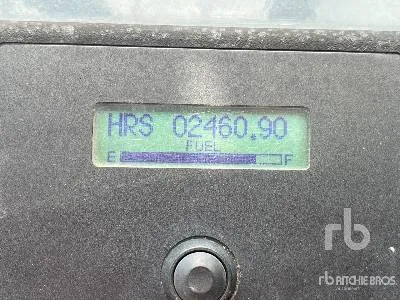 HRS 02460.90
FUEL
E F
rb
rb RITCHIE BROS.